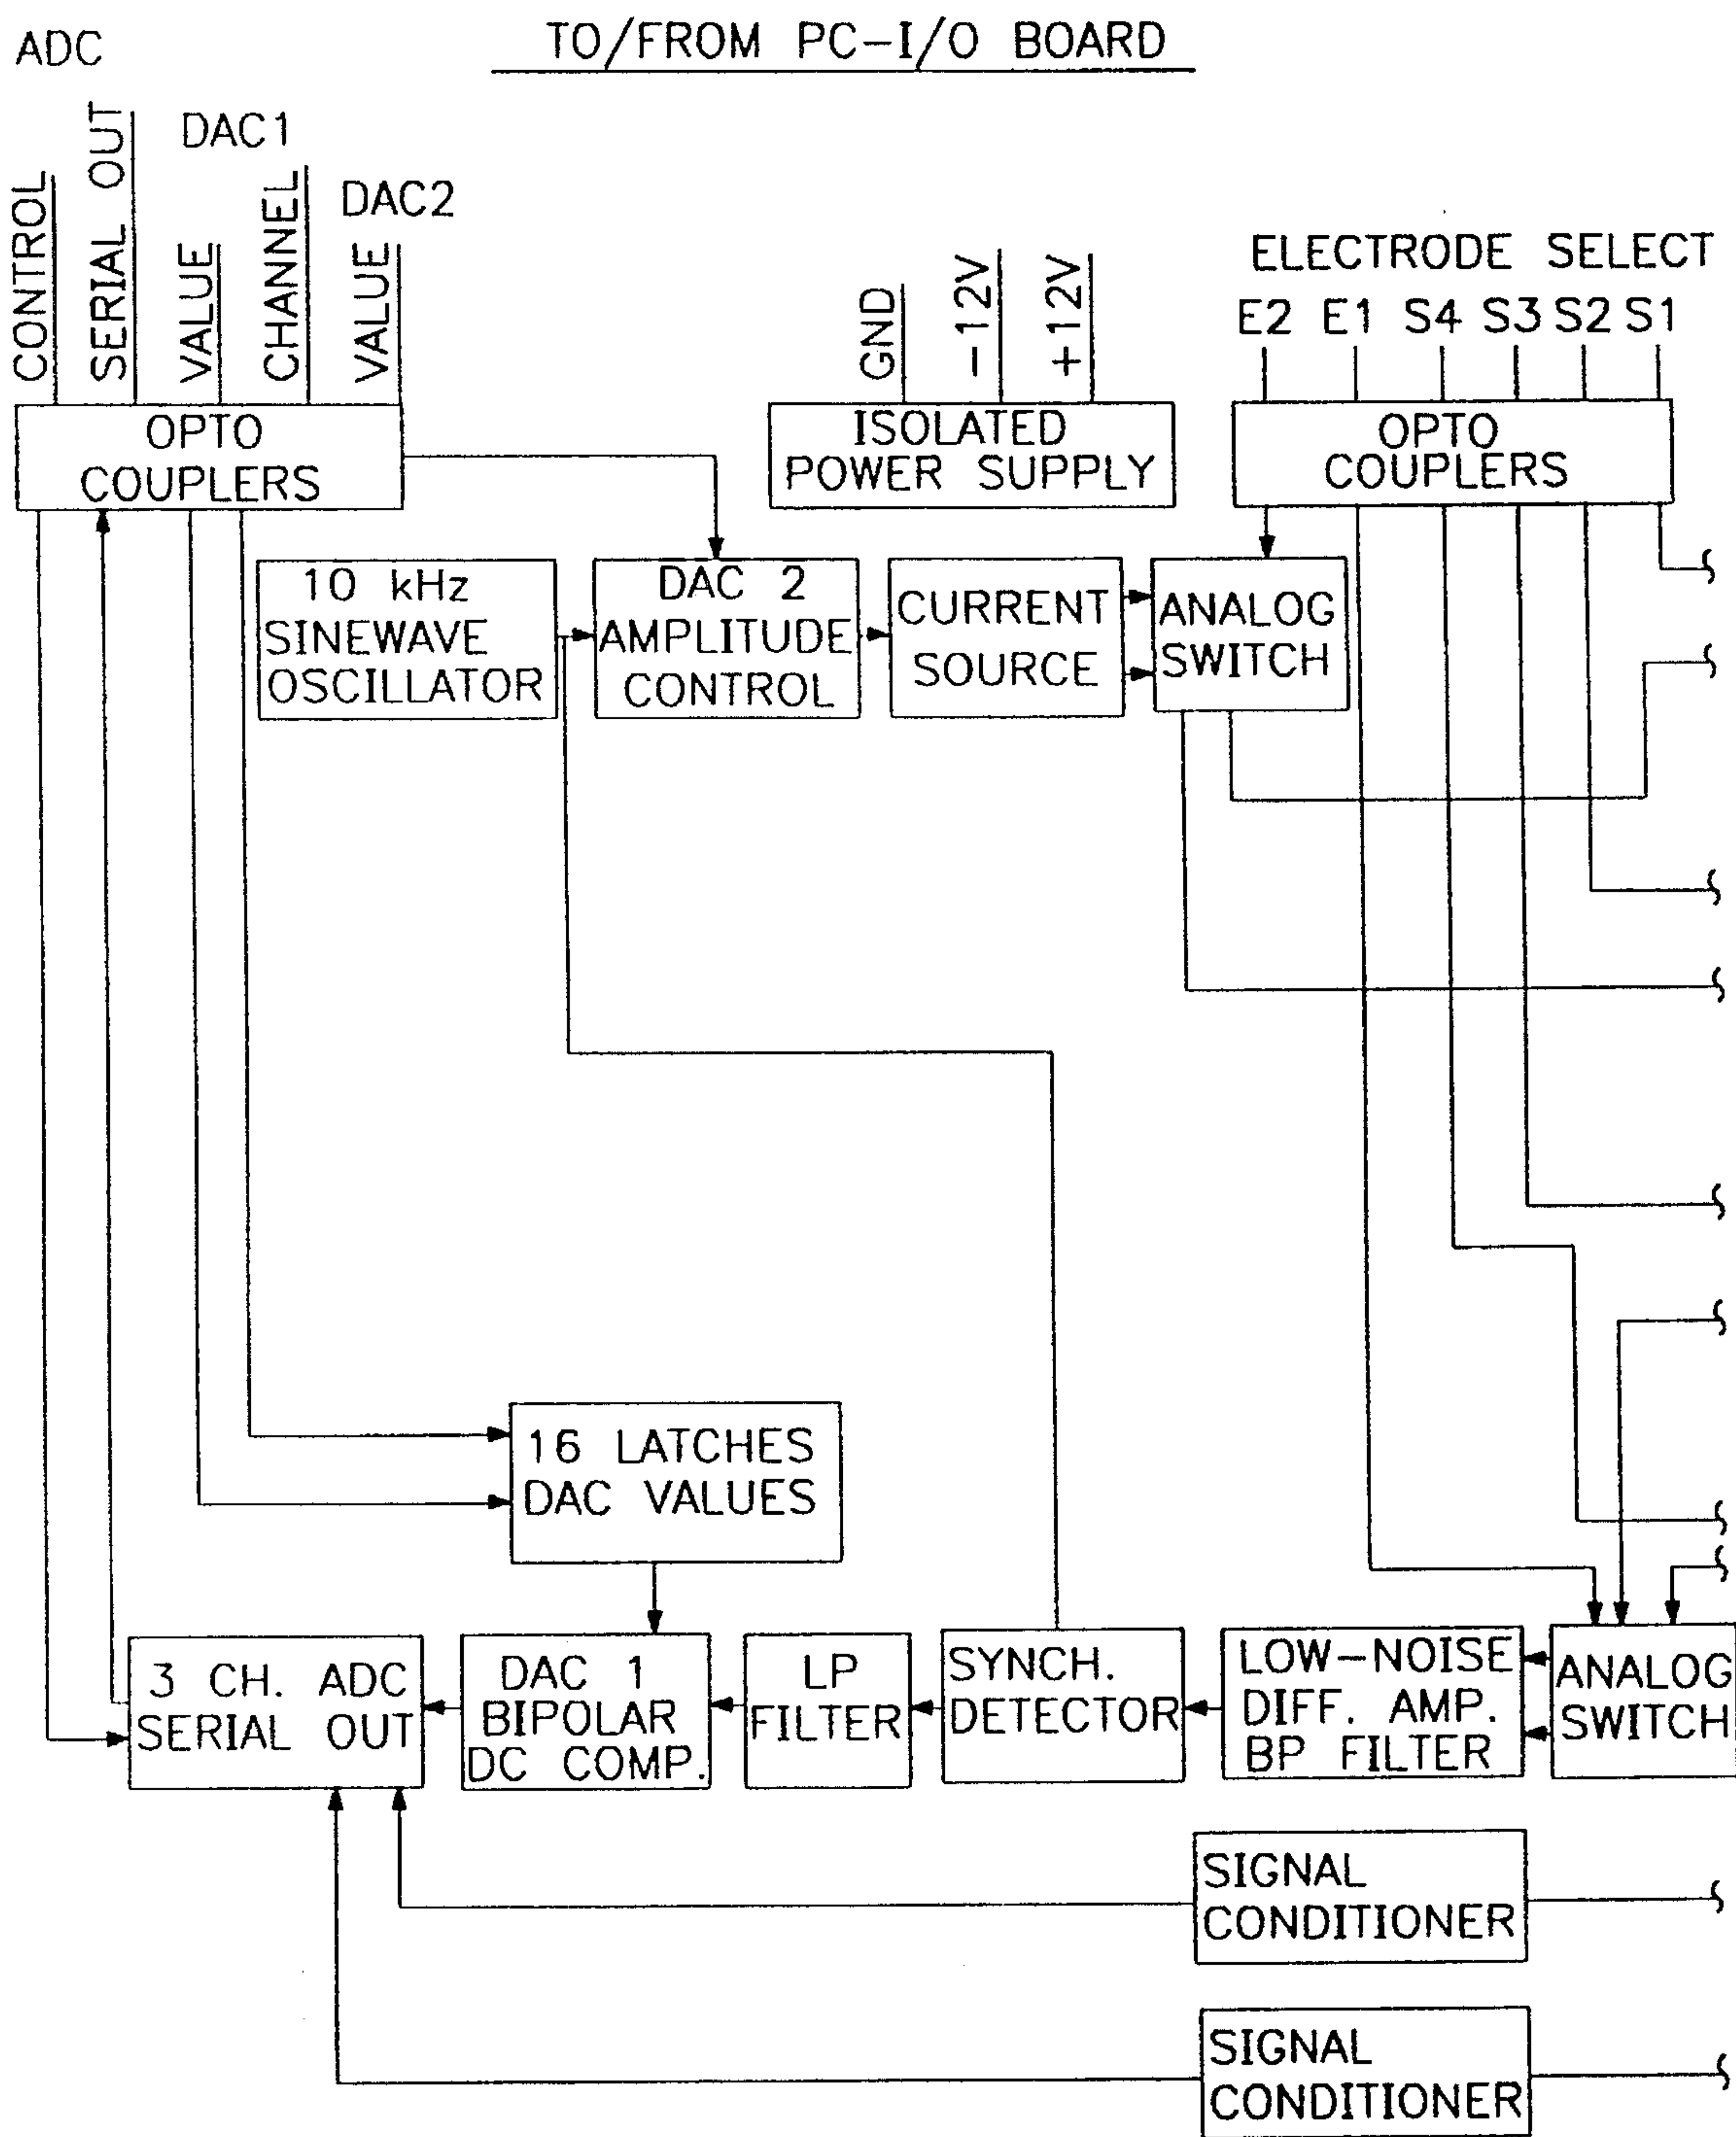 TO/FROM PC-I/O BOARD
ADC
CONTROL
SERIAL OUT
DAC1
VALUE
CHANNEL
DAC2
VALUE
GND
-12V
+12V
ELECTRODE SELECT
E2 E1 S4 S3 S2 S1
OPTO
COUPLERS
ISOLATED
POWER SUPPLY
OPTO
COUPLERS
10 kHz
SINEWAVE
OSCILLATOR
DAC 2
AMPLITUDE
CONTROL
CURRENT
SOURCE
ANALOG
SWITCH
16 LATCHES
DAC VALUES
3 CH. ADC
SERIAL OUT
DAC 1
BIPOLAR
DC COMP.
LP
FILTER
SYNCH.
DETECTOR
LOW-NOISE
DIFF. AMP.
BP FILTER
ANALOG
SWITCH
SIGNAL
CONDITIONER
SIGNAL
CONDITIONER